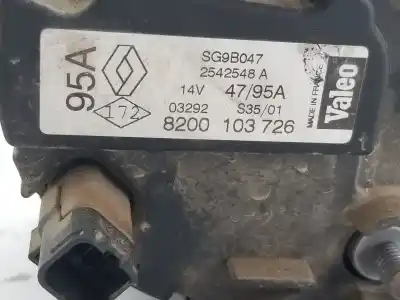 95A
172
SG9B047
2542548 A
14V 47/95A
03292 S35/01
8200 103 726
MADE IN FRANCE
Valeo